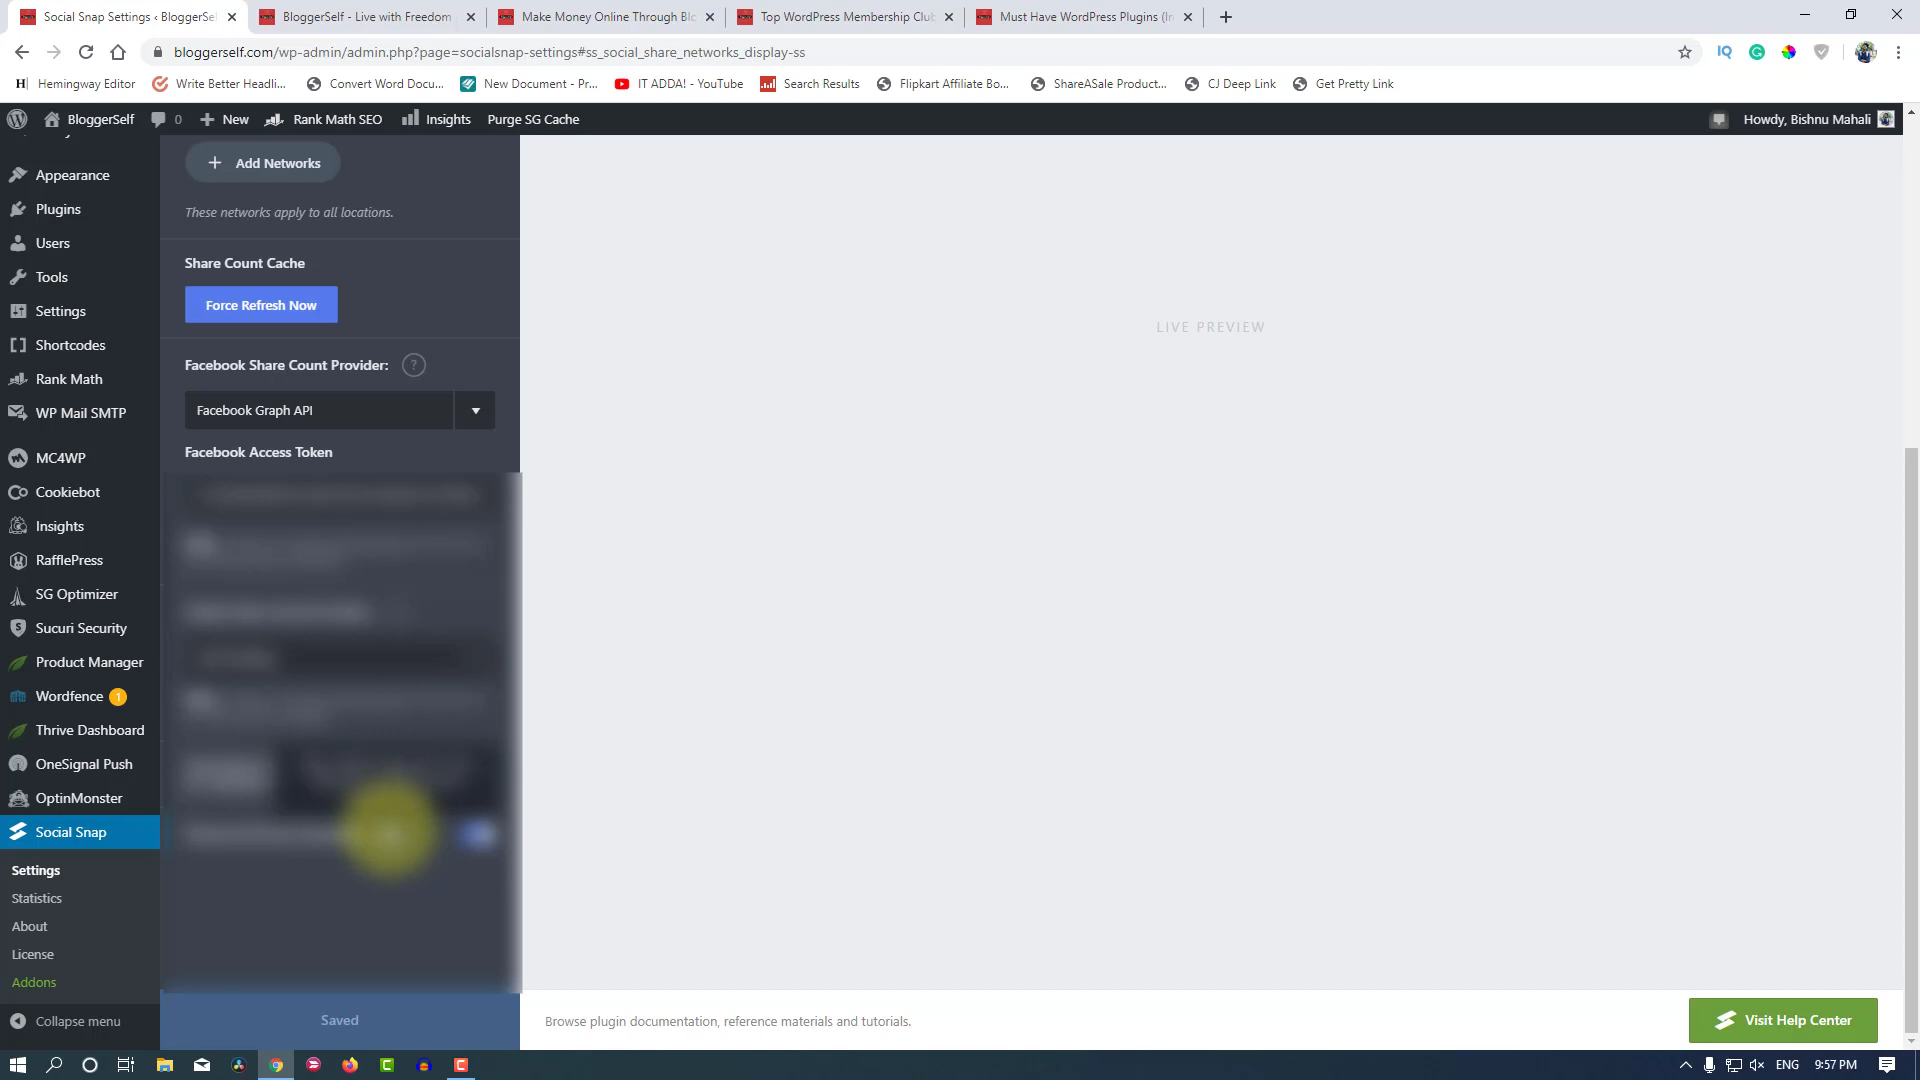 Social Snap Settings ‹ BloggerSel
BloggerSelf - Live with Freedom
Make Money Online Through Blo
Top WordPress Membership Club
Must Have WordPress Plugins (In
bloggerself.com/wp-admin/admin.php?page=socialsnap-settings#ss_social_share_networks_display-ss
Hemingway Editor
Write Better Headli...
Convert Word Docu...
New Document - Pr...
IT ADDA! - YouTube
Search Results
Flipkart Affiliate Bo...
ShareASale Product...
CJ Deep Link
Get Pretty Link
BloggerSelf
0
New
Rank Math SEO
Insights
Purge SG Cache
Howdy, Bishnu Mahali
Appearance
Plugins
Users
Tools
Settings
Shortcodes
Rank Math
WP Mail SMTP
MC4WP
Cookiebot
Insights
RafflePress
SG Optimizer
Sucuri Security
Product Manager
Wordfence 1
Thrive Dashboard
OneSignal Push
OptinMonster
Social Snap
Settings
Statistics
About
License
Addons
Collapse menu
+ Add Networks
These networks apply to all locations.
Share Count Cache
Force Refresh Now
Facebook Share Count Provider: ?
Facebook Graph API
Facebook Access Token
Saved
LIVE PREVIEW
Browse plugin documentation, reference materials and tutorials.
Visit Help Center
ENG
9:57 PM